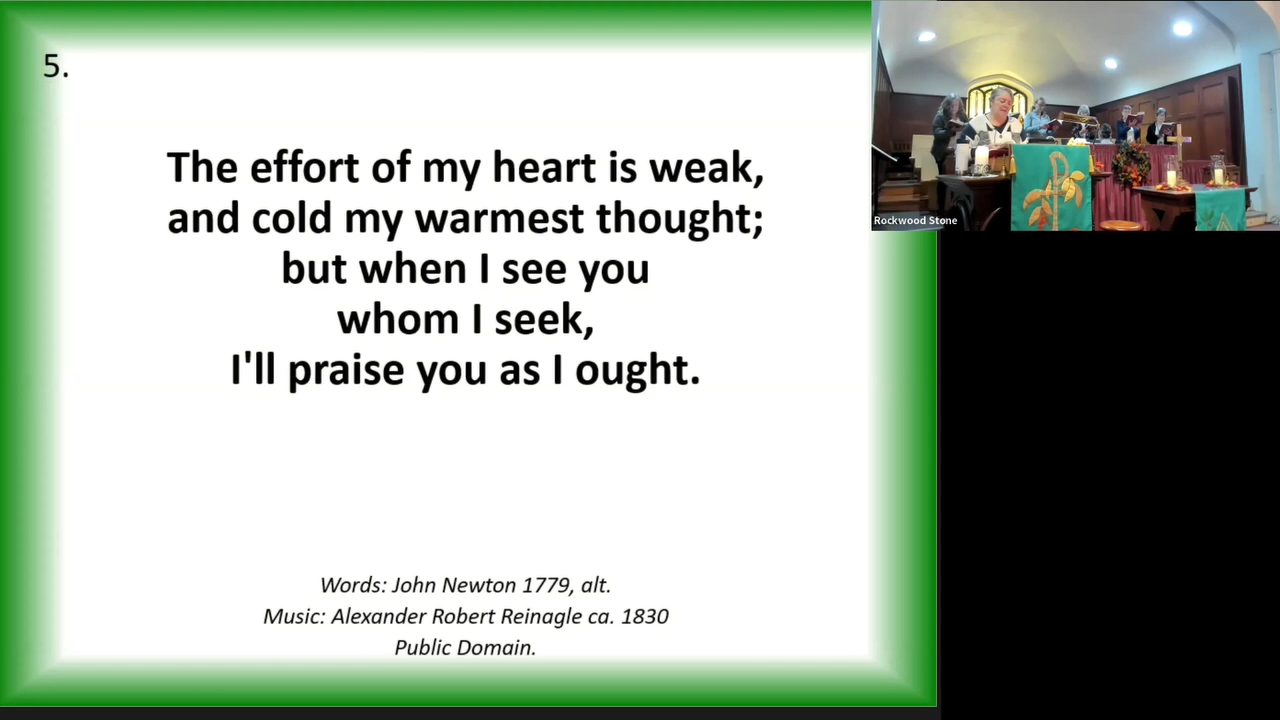 5.
The effort of my heart is weak,
and cold my warmest thought;
but when I see you
whom I seek,
I'll praise you as I ought.
Words: John Newton 1779, alt.
Music: Alexander Robert Reinagle ca. 1830
Public Domain.
Rockwood Stone